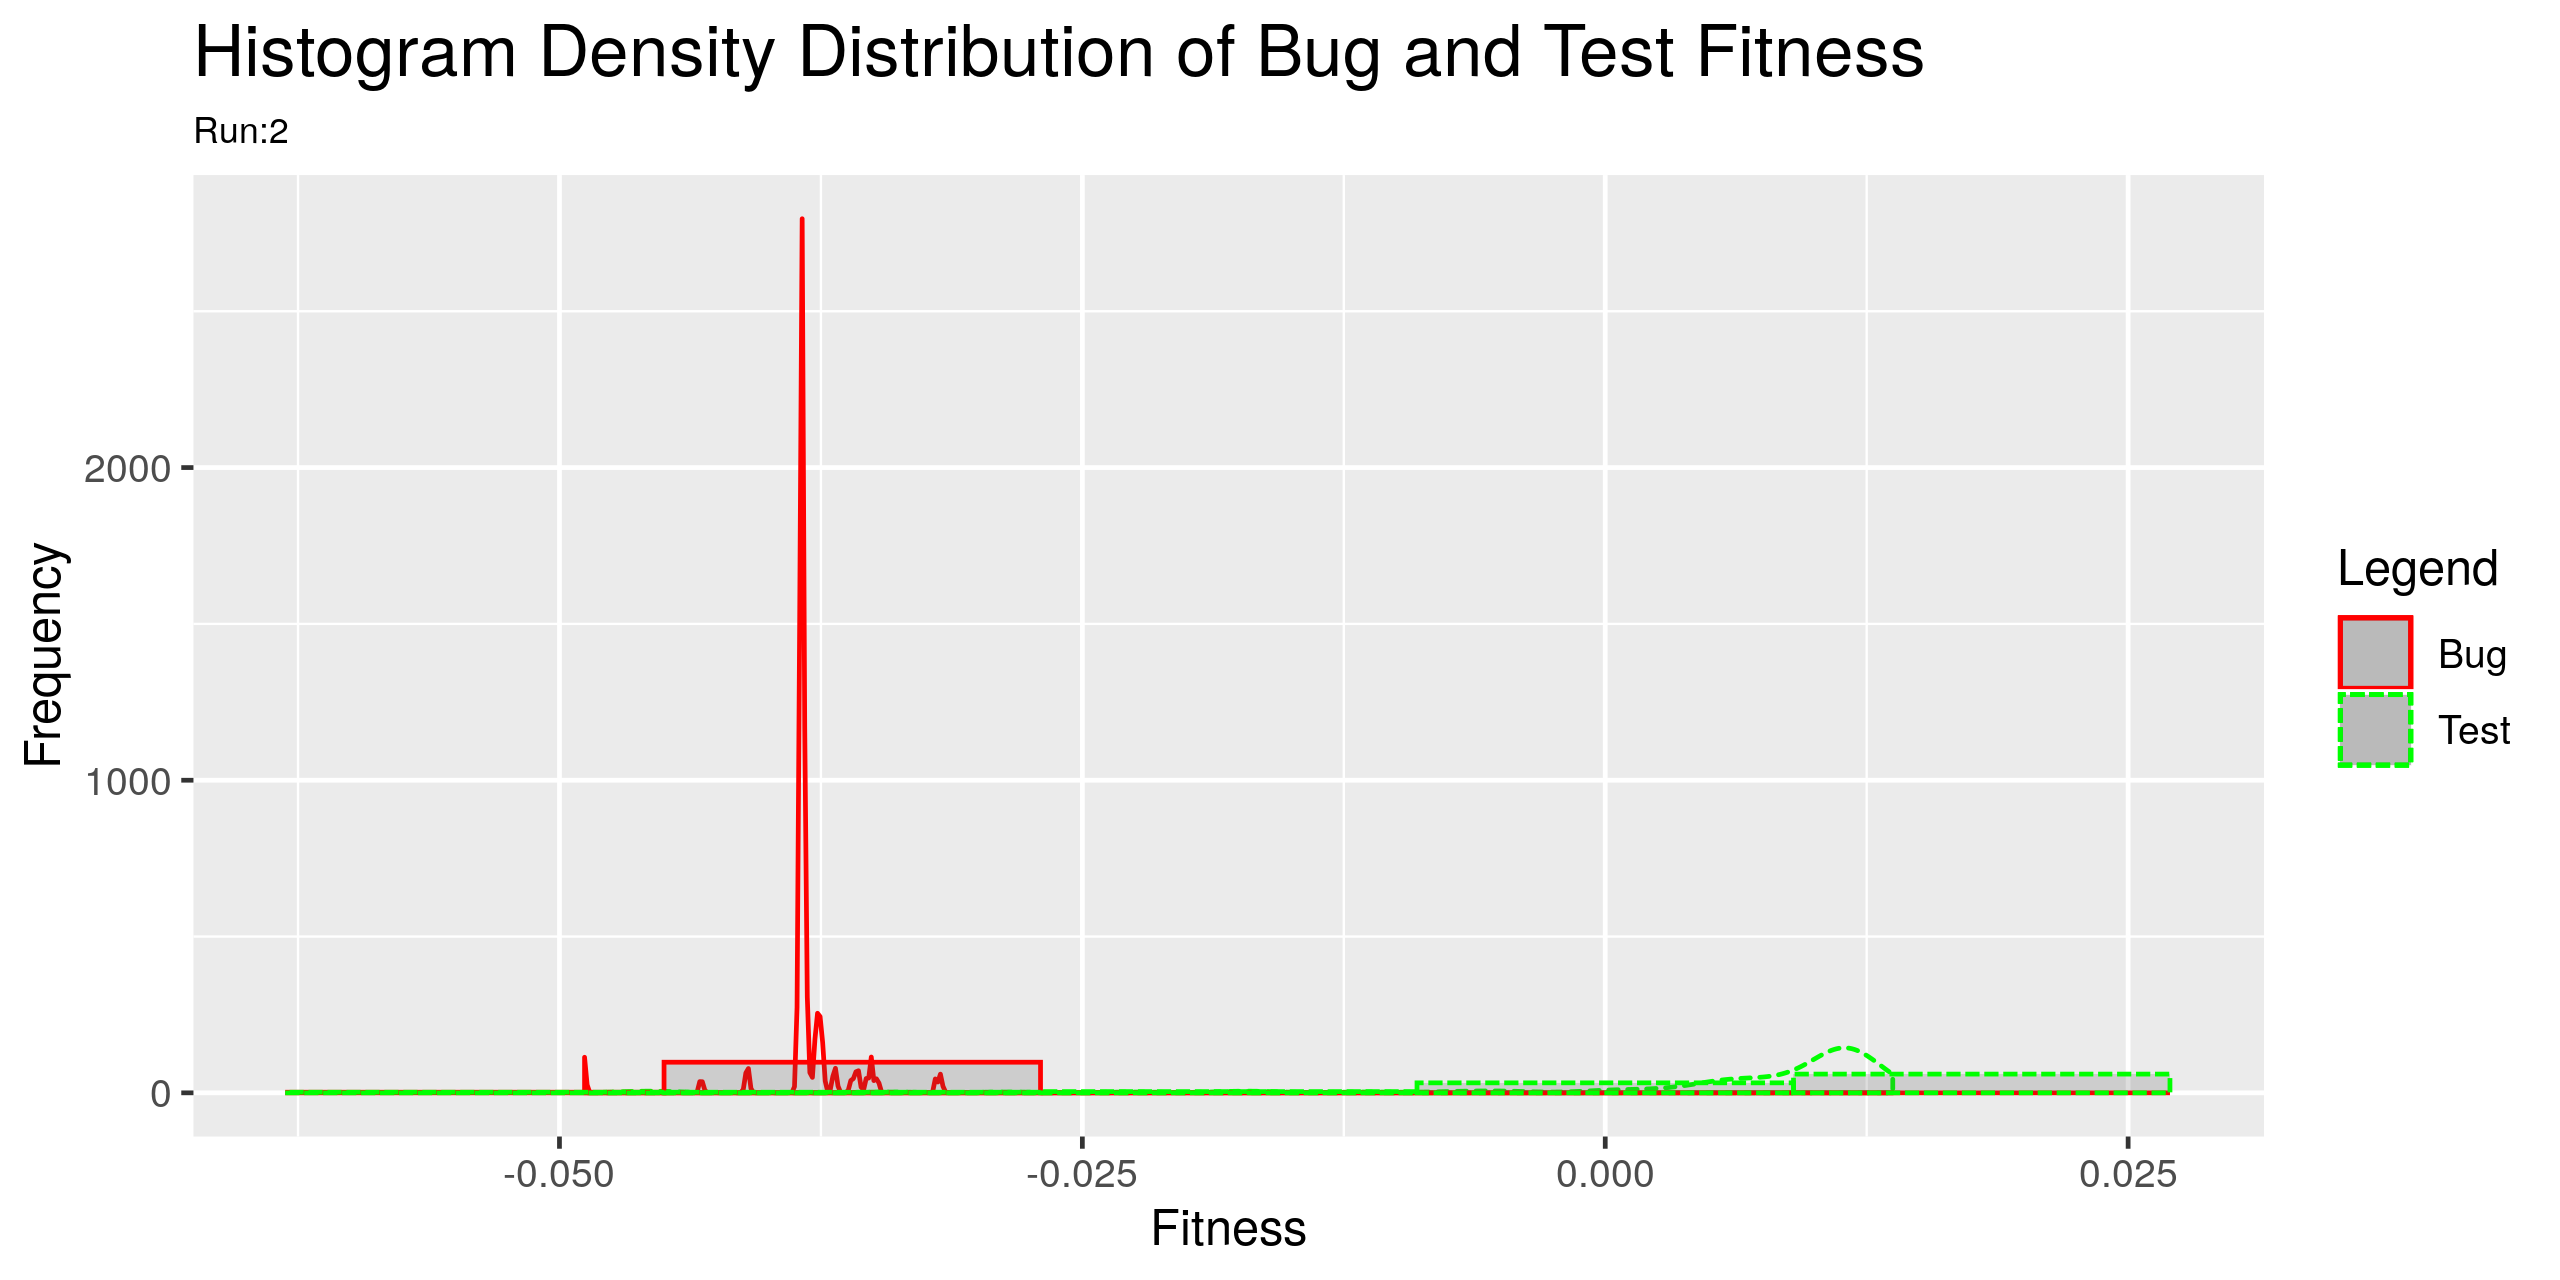 Histogram Density Distribution of Bug and Test Fitness
Run:2
Frequency
2000
1000
0
-0.050
-0.025
0.000
0.025
Fitness
Legend
Bug
Test